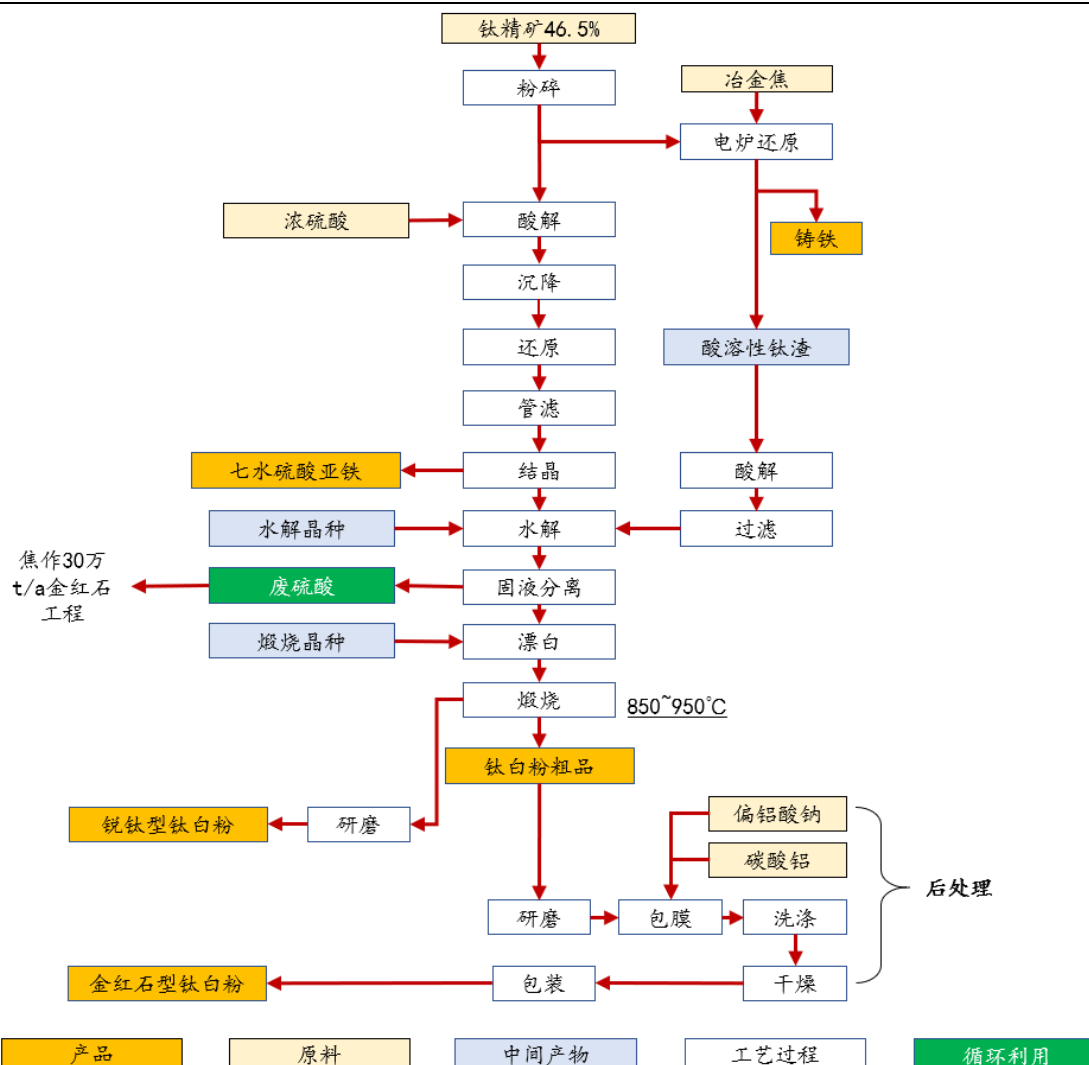 钛精矿46.5%
粉碎
冶金焦
电炉还原
浓硫酸
酸解
铸铁
沉降
还原
酸溶性钛渣
管滤
七水硫酸亚铁
结晶
酸解
水解晶种
水解
过滤
焦作30万
t/a金红石
工程
废硫酸
固液分离
煅烧晶种
漂白
煅烧
850~950℃
钛白粉粗品
锐钛型钛白粉
研磨
偏铝酸钠
碳酸铝
后处理
研磨
包膜
洗涤
金红石型钛白粉
包装
干燥
产品
原料
中间产物
工艺过程
循环利用